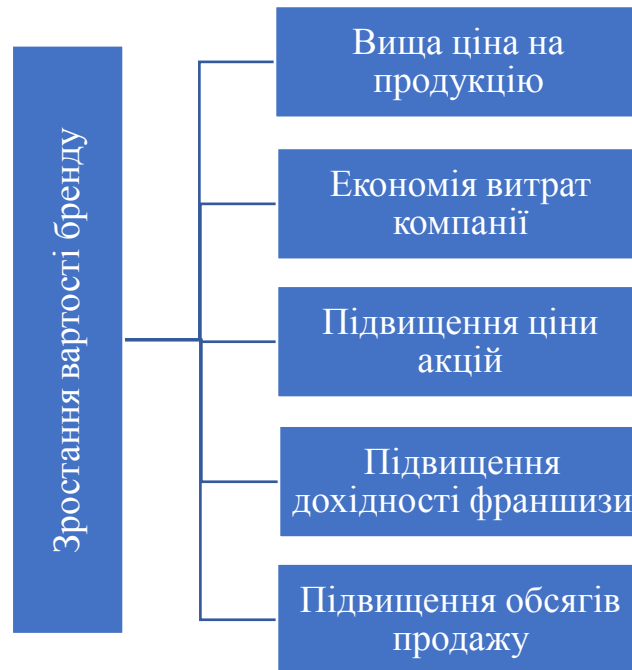 Зростання вартості бренду
Вища ціна на
продукцію
Економія витрат
компанії
Підвищення ціни
акцій
Підвищення
дохідності франшизи
Підвищення обсягів
продажу